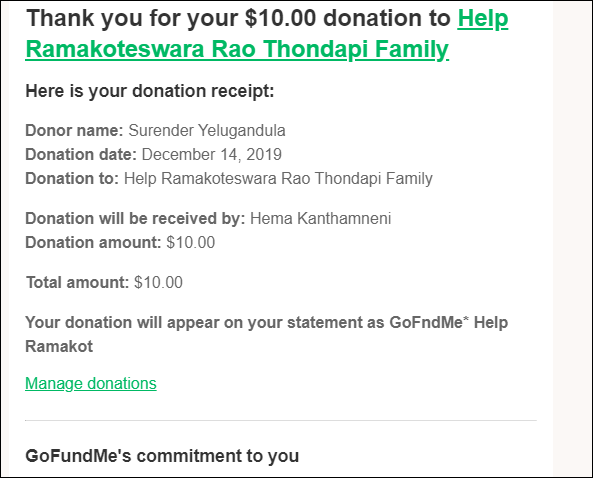 Thank you for your $10.00 donation to Help
Ramakoteswara Rao Thondapi Family
Here is your donation receipt:
Donor name: Surender Yelugandula
Donation date: December 14, 2019
Donation to: Help Ramakoteswara Rao Thondapi Family
Donation will be received by: Hema Kanthamneni
Donation amount: $10.00
Total amount: $10.00
Your donation will appear on your statement as GoFndMe* Help
Ramakot
Manage donations
GoFundMe's commitment to you